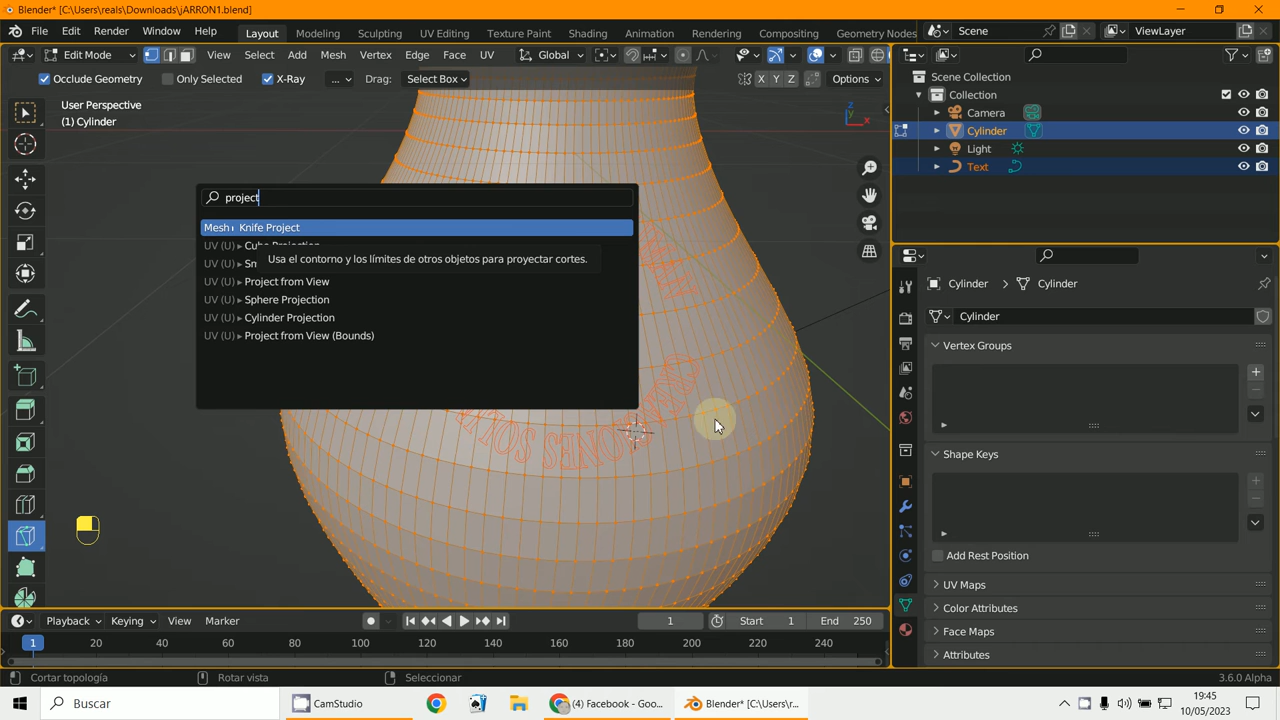 Blender* [C:\Users\reals\Downloads\jARRON1.blend]
File Edit Render Window Help Layout Modeling Sculpting UV Editing Texture Paint Shading Animation Rendering Compositing Geometry Nodes Scene ViewLayer
Edit Mode View Select Add Mesh Vertex Edge Face UV Global
Occlude Geometry Only Selected X-Ray ... Drag: Select Box X Y Z Options
Scene Collection
Collection
Camera
Cylinder
Light
Text
User Perspective
(1) Cylinder
Z
Y
X
project
Mesh Knife Project
UV (U) ▸ Cube Projection
Usa el contorno y los límites de otros objetos para proyectar cortes.
UV (U) ▸ Sm
UV (U) ▸ Project from View
UV (U) ▸ Sphere Projection
UV (U) ▸ Cylinder Projection
UV (U) ▸ Project from View (Bounds)
Cylinder > Cylinder
Cylinder
Vertex Groups
Shape Keys
Add Rest Position
UV Maps
Color Attributes
Face Maps
Attributes
Playback Keying View Marker 1 Start 1 End 250
1 20 40 60 80 100 120 140 160 180 200 220 240
Cortar topología Rotar vista Seleccionar 3.6.0 Alpha
Buscar CamStudio (4) Facebook - Goo... Blender* [C:\Users\r... 19:45
10/05/2023